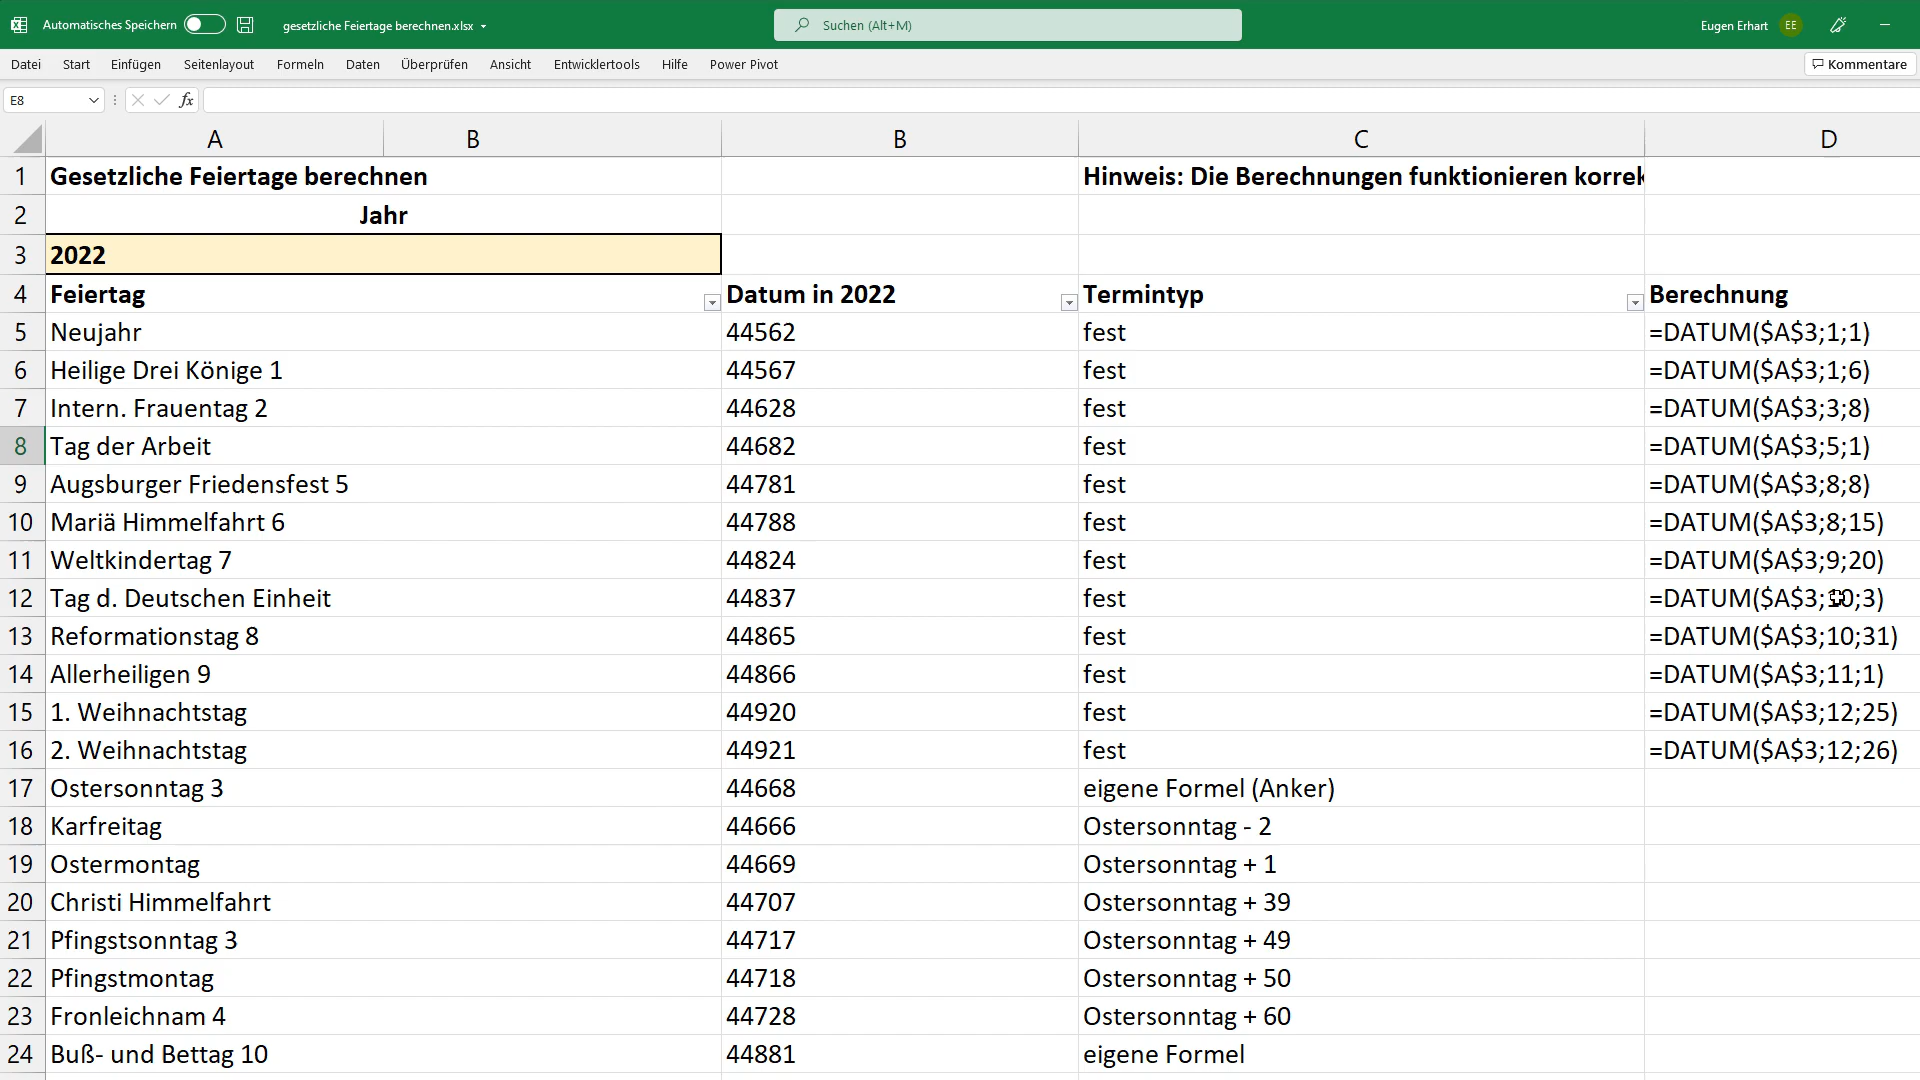 Automatisches Speichern gesetzliche Feiertage berechnen.xlsx Suchen (Alt+M) Eugen Erhart EE
Datei Start Einfügen Seitenlayout Formeln Daten Überprüfen Ansicht Entwicklertools Hilfe Power Pivot Kommentare
E8 fx
A B B C D
1 Gesetzliche Feiertage berechnen Hinweis: Die Berechnungen funktionieren korrek
2 Jahr
3 2022
4 Feiertag Datum in 2022 Termintyp Berechnung
5 Neujahr 44562 fest =DATUM($A$3;1;1)
6 Heilige Drei Könige 1 44567 fest =DATUM($A$3;1;6)
7 Intern. Frauentag 2 44628 fest =DATUM($A$3;3;8)
8 Tag der Arbeit 44682 fest =DATUM($A$3;5;1)
9 Augsburger Friedensfest 5 44781 fest =DATUM($A$3;8;8)
10 Mariä Himmelfahrt 6 44788 fest =DATUM($A$3;8;15)
11 Weltkindertag 7 44824 fest =DATUM($A$3;9;20)
12 Tag d. Deutschen Einheit 44837 fest =DATUM($A$3;10;3)
13 Reformationstag 8 44865 fest =DATUM($A$3;10;31)
14 Allerheiligen 9 44866 fest =DATUM($A$3;11;1)
15 1. Weihnachtstag 44920 fest =DATUM($A$3;12;25)
16 2. Weihnachtstag 44921 fest =DATUM($A$3;12;26)
17 Ostersonntag 3 44668 eigene Formel (Anker)
18 Karfreitag 44666 Ostersonntag - 2
19 Ostermontag 44669 Ostersonntag + 1
20 Christi Himmelfahrt 44707 Ostersonntag + 39
21 Pfingstsonntag 3 44717 Ostersonntag + 49
22 Pfingstmontag 44718 Ostersonntag + 50
23 Fronleichnam 4 44728 Ostersonntag + 60
24 Buß- und Bettag 10 44881 eigene Formel